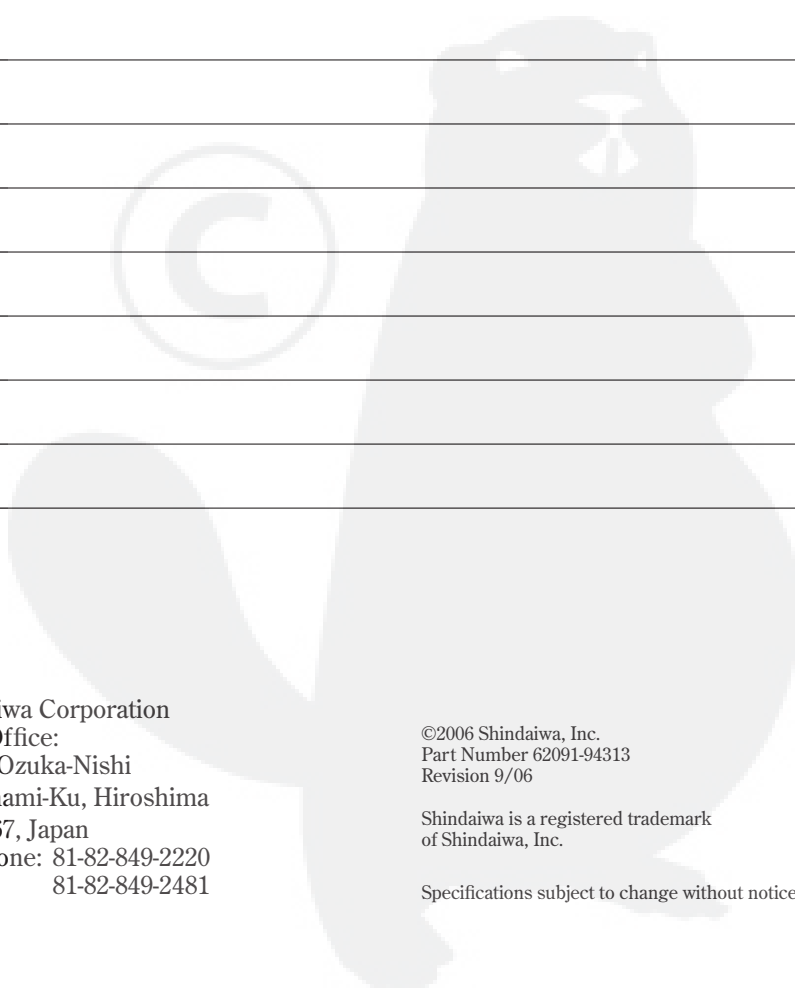 iwa Corporation
Office:
Ozuka-Nishi
ami-Ku, Hiroshima
67, Japan
one: 81-82-849-2220
81-82-849-2481
©2006 Shindaiwa, Inc.
Part Number 62091-94313
Revision 9/06
Shindaiwa is a registered trademark
of Shindaiwa, Inc.
Specifications subject to change without notice
©